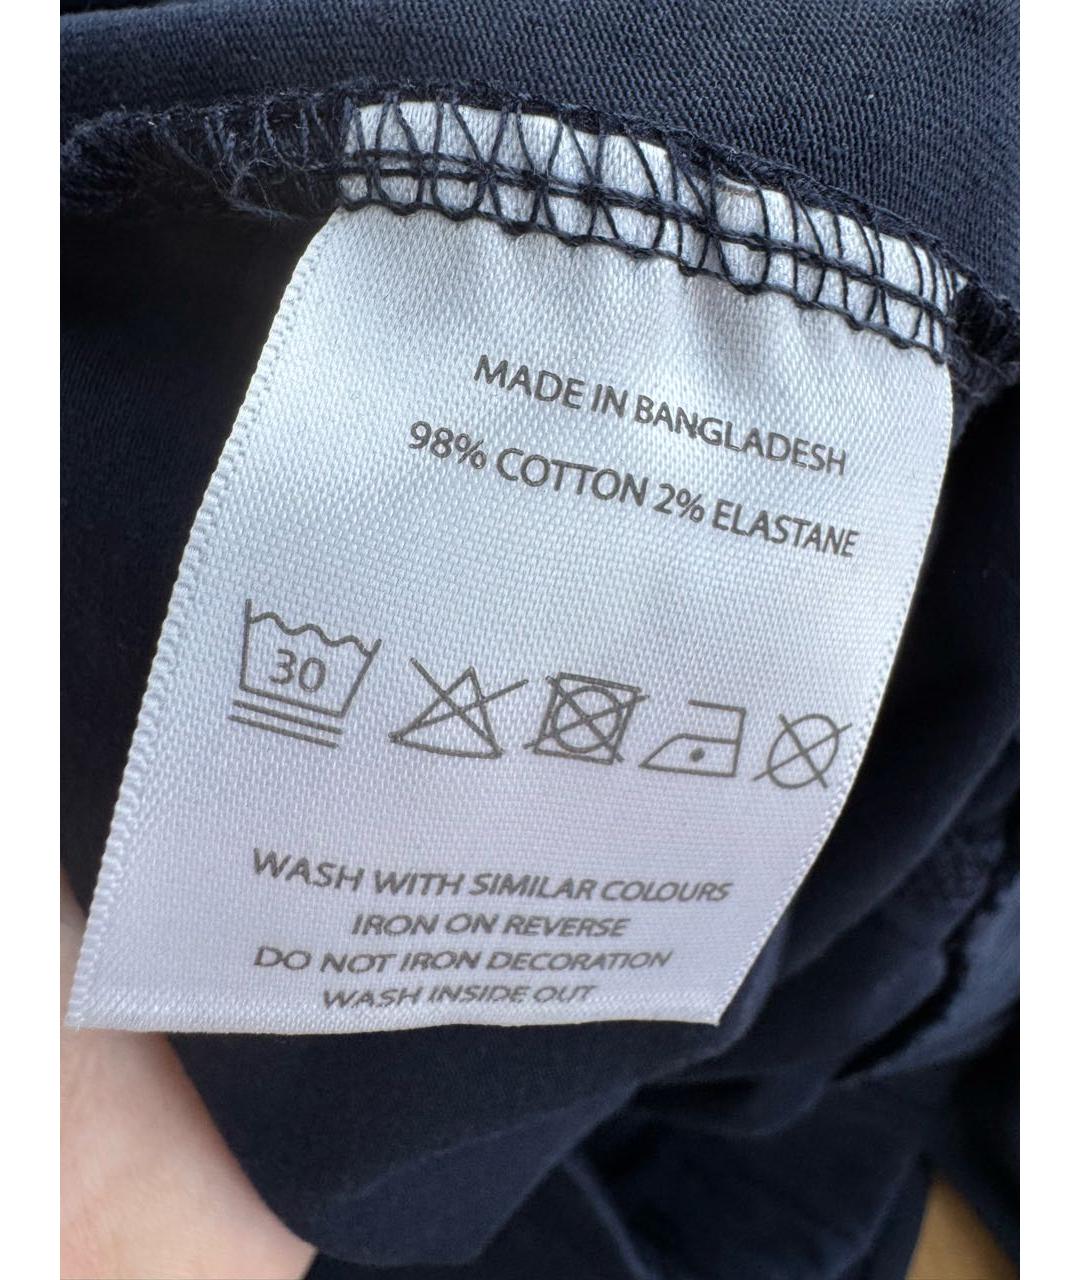 MADE IN BANGLADESH
98% COTTON 2% ELASTANE
30
WASH WITH SIMILAR COLOURS
IRON ON REVERSE
DO NOT IRON DECORATION
WASH INSIDE OUT